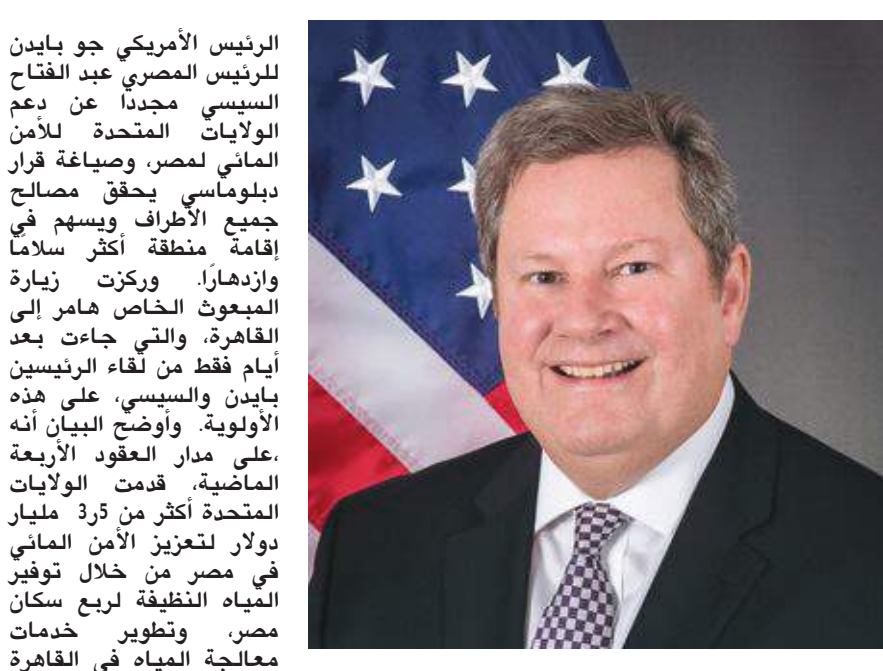 الرئيس الأمريكي جو بايدن
للرئيس المصري عبد الفتاح
السيسي مجددا عن دعم
الولايات المتحدة للأمن
المائي لمصر، وصياغة قرار
دبلوماسي يحقق مصالح
جميع الأطراف ويسهم في
إقامة منطقة أكثر سلامًا
وازدهارًا. وركزت زيارة
المبعوث الخاص هامر إلى
القاهرة، والتي جاءت بعد
أيام فقط من لقاء الرئيسين
بايدن والسيسي، على هذه
الأولوية. وأوضح البيان أنه
،على مدار العقود الأربعة
الماضية، قدمت الولايات
المتحدة أكثر من 3ر5 مليار
دولار لتعزيز الأمن المائي
في مصر من خلال توفير
المياه النظيفة لربع سكان
مصر، وتطوير خدمات
معالجة المياه في القاهرة